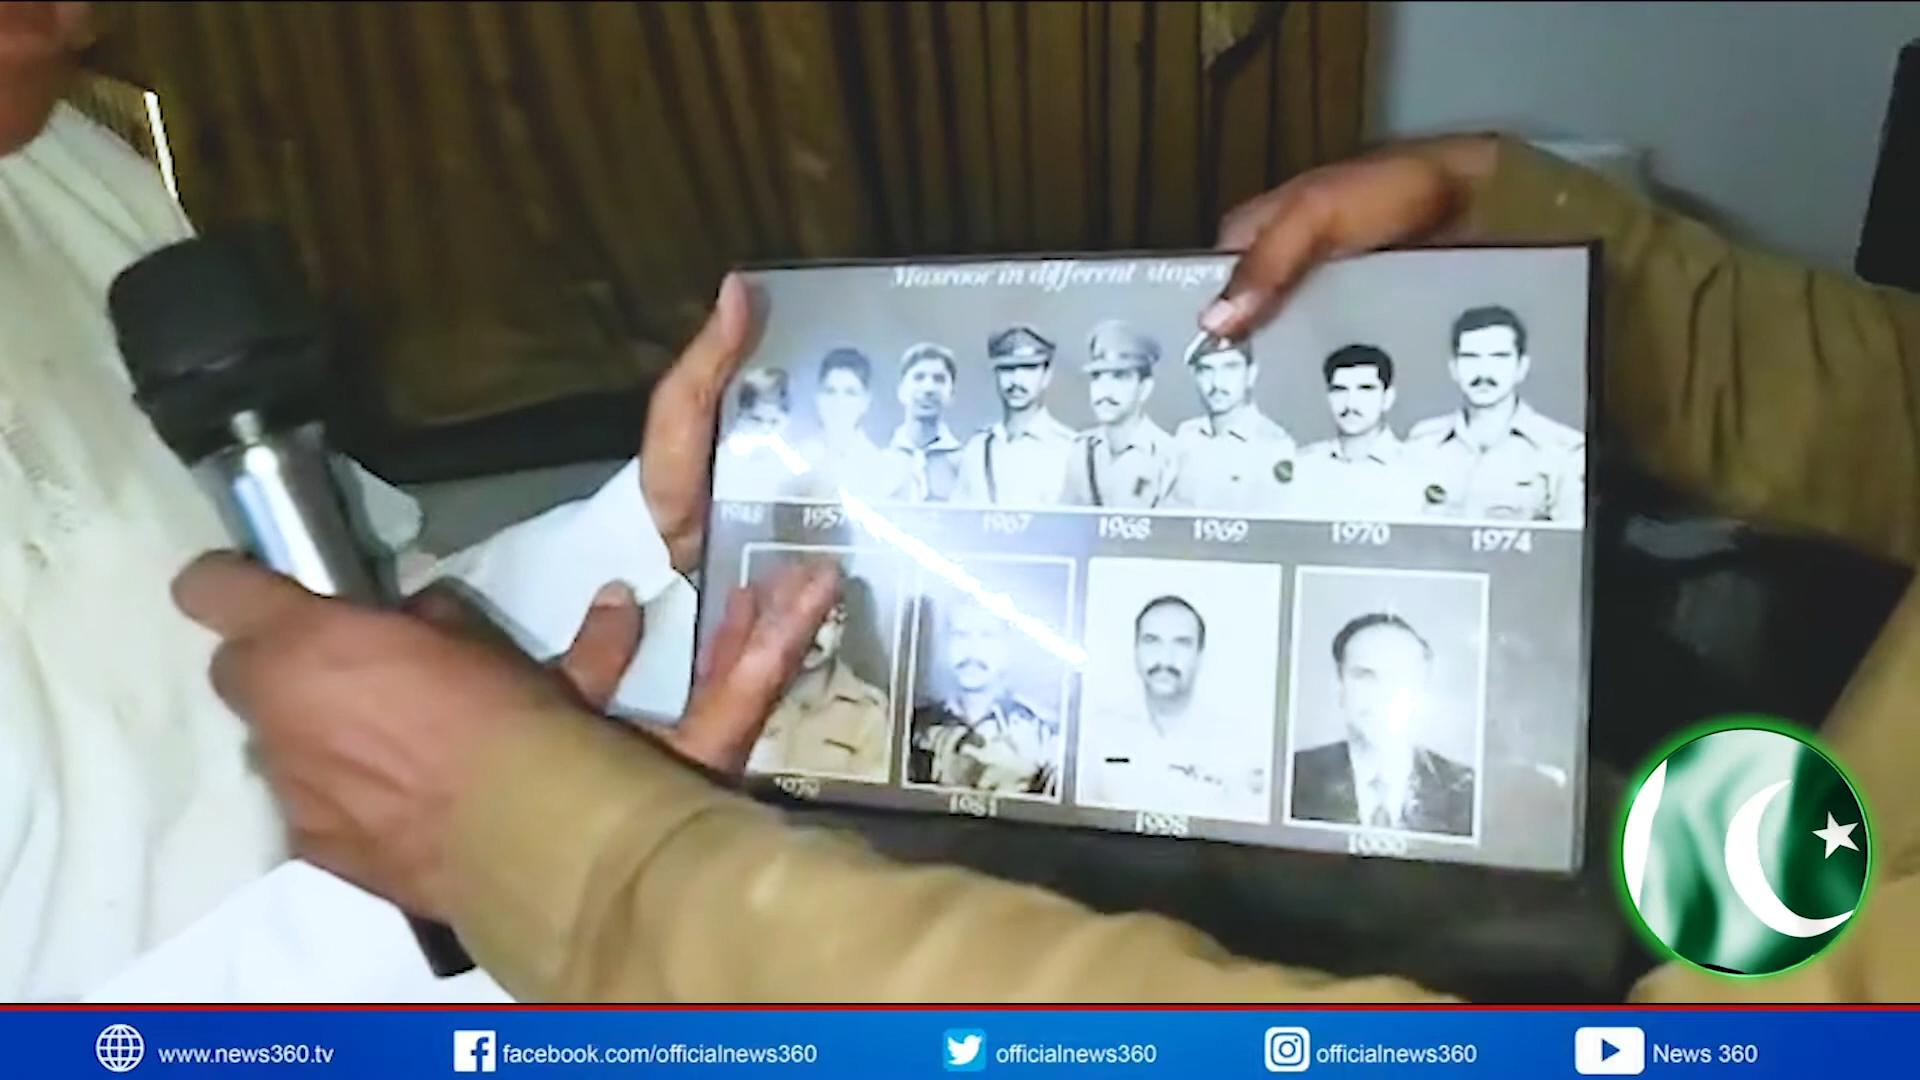 Masroor in different stages
1948 1957 1967 1968 1969 1970 1974
1981 1998
www.news360.tv
facebook.com/officialnews360
officialnews360
officialnews360
News 360